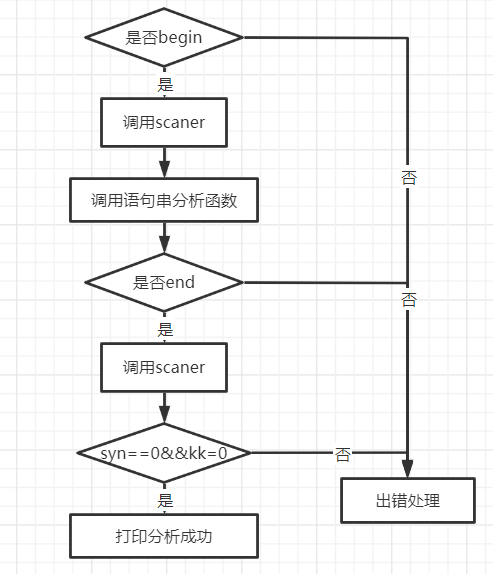 是否begin
是
调用scaner
否
调用语句串分析函数
是否end
否
是
调用scaner
syn==0&&kk=0
否
是
出错处理
打印分析成功